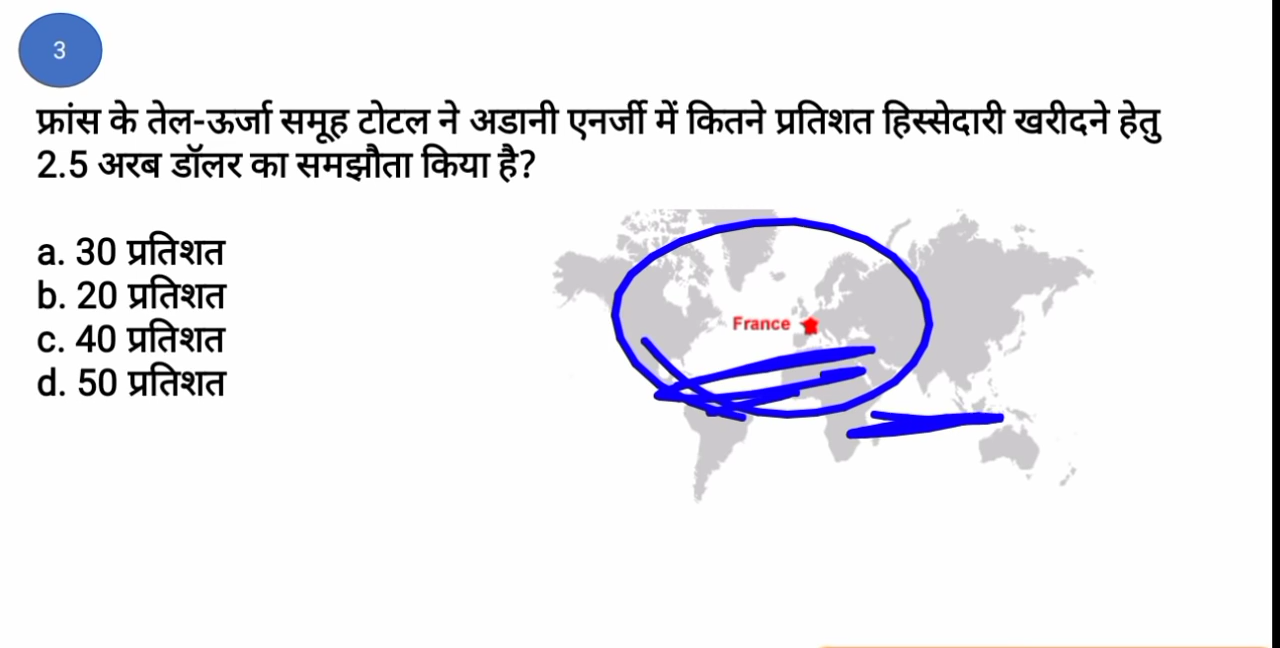 3
फ्रांस के तेल-ऊर्जा समूह टोटल ने अडानी एनर्जी में कितने प्रतिशत हिस्सेदारी खरीदने हेतु
2.5 अरब डॉलर का समझौता किया है?
a. 30 प्रतिशत
b. 20 प्रतिशत
c. 40 प्रतिशत
d. 50 प्रतिशत
France